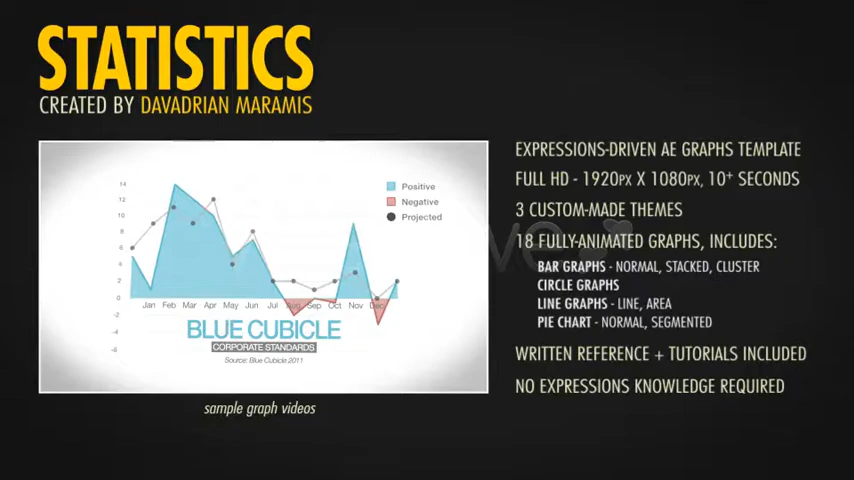 STATISTICS
CREATED BY DAVADRIAN MARAMIS
14
12
10
8
6
4
2
0
-2
-4
-6
Jan Feb Mar Apr May Jun Jul Aug Sep Oct Nov Dec
Positive
Negative
Projected
BLUE CUBICLE
CORPORATE STANDARDS
Source: Blue Cubicle 2011
sample graph videos
EXPRESSIONS-DRIVEN AE GRAPHS TEMPLATE
FULL HD - 1920PX X 1080PX, 10+ SECONDS
3 CUSTOM-MADE THEMES
18 FULLY-ANIMATED GRAPHS, INCLUDES:
BAR GRAPHS - NORMAL, STACKED, CLUSTER
CIRCLE GRAPHS
LINE GRAPHS - LINE, AREA
PIE CHART - NORMAL, SEGMENTED
WRITTEN REFERENCE + TUTORIALS INCLUDED
NO EXPRESSIONS KNOWLEDGE REQUIRED